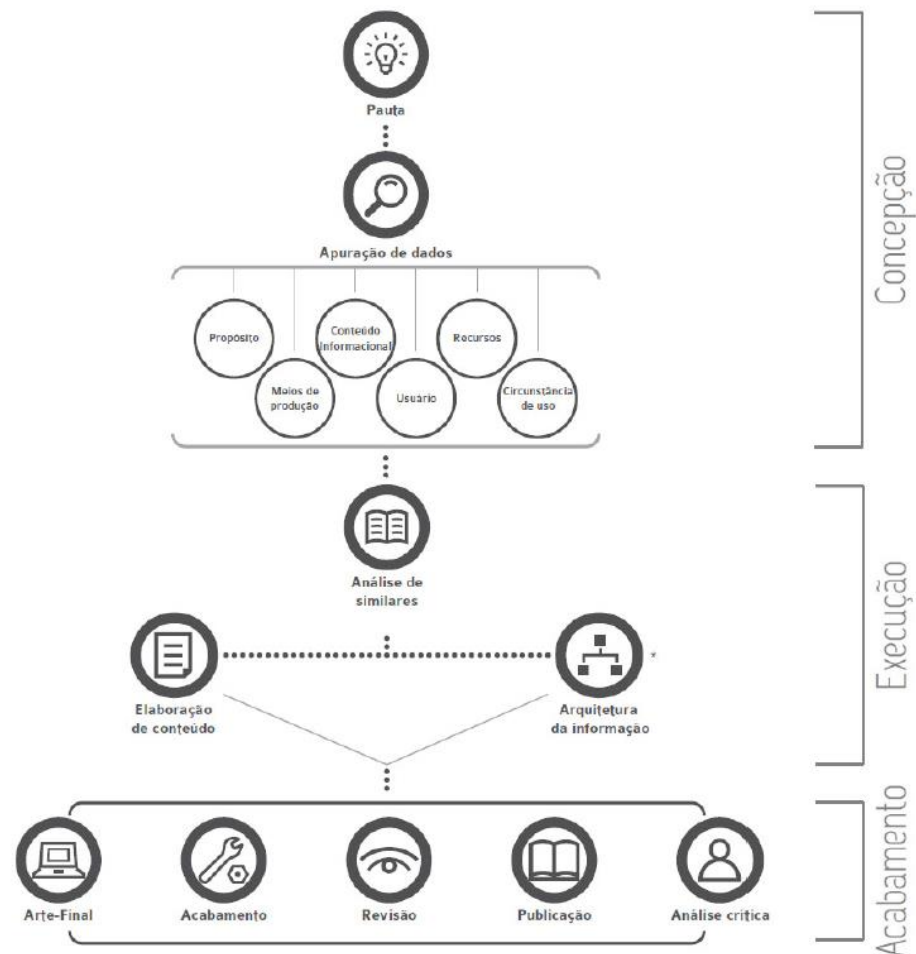 Pauta
Apuração de dados
Propósito
Conteúdo
Informacional
Recursos
Meios de
produção
Usuário
Circunstância
de uso
Concepção
Análise de
similares
*
Elaboração
de conteúdo
Arquitetura
da informação
Execução
Arte-Final
Acabamento
Revisão
Publicação
Análise crítica
Acabamento